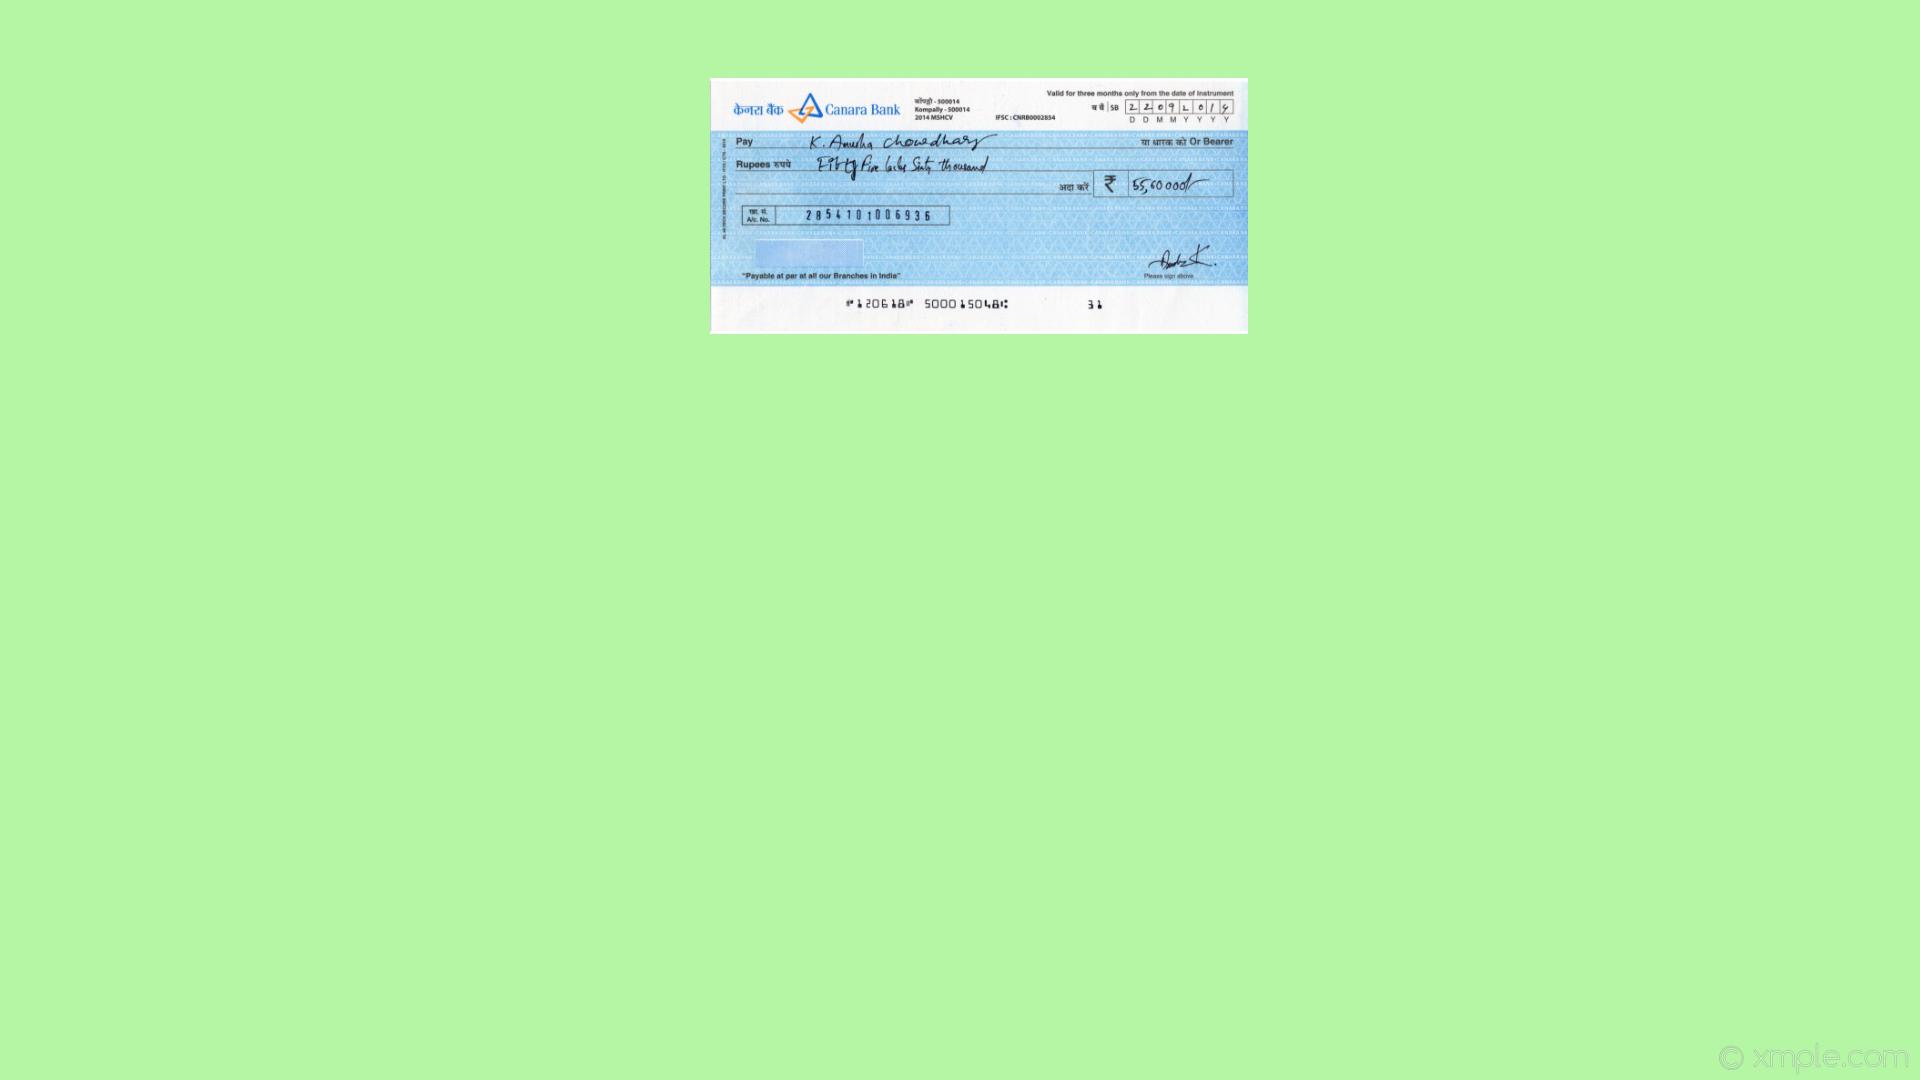 केनरा बैंक Canara Bank
कोंपल्ली - 500014
Kompally - 500014
2014 MSHCV
IFSC : CNRB0002854
Valid for three months only from the date of instrument
ब बैं SB 2 2 0 9 2 0 1 4
D D M M Y Y Y Y
Pay K. Anusha Chowdhary या धारक को Or Bearer
Rupees रुपये Fifty Five lacks Sixty thousand
अदा करें ₹ 55,60000/-
खा. सं.
A/c. No. 2854101006936
"Payable at par at all our Branches in India"
Please sign above
⑈120618⑈ 500015048⑆ 31
© xmple.com